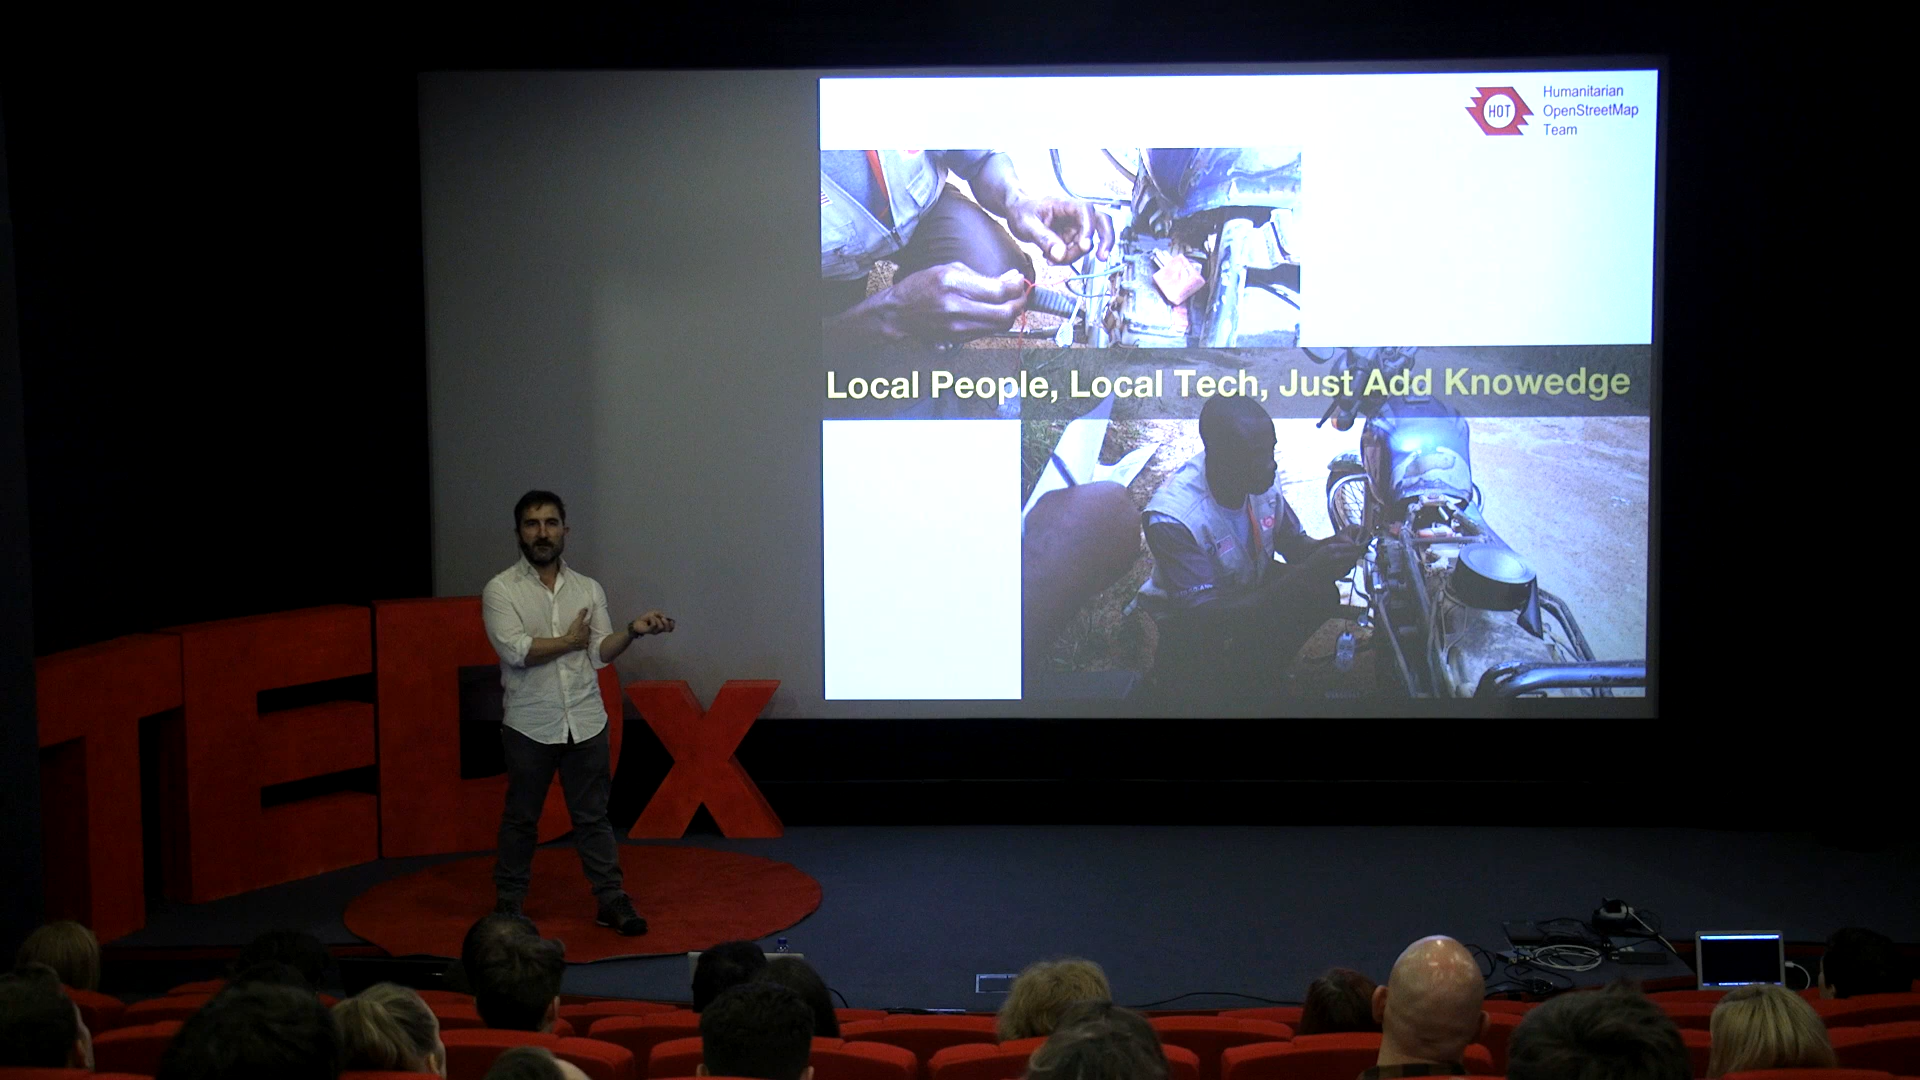 HOT
Humanitarian
OpenStreetMap
Team
Local People, Local Tech, Just Add Knowedge
TEDx